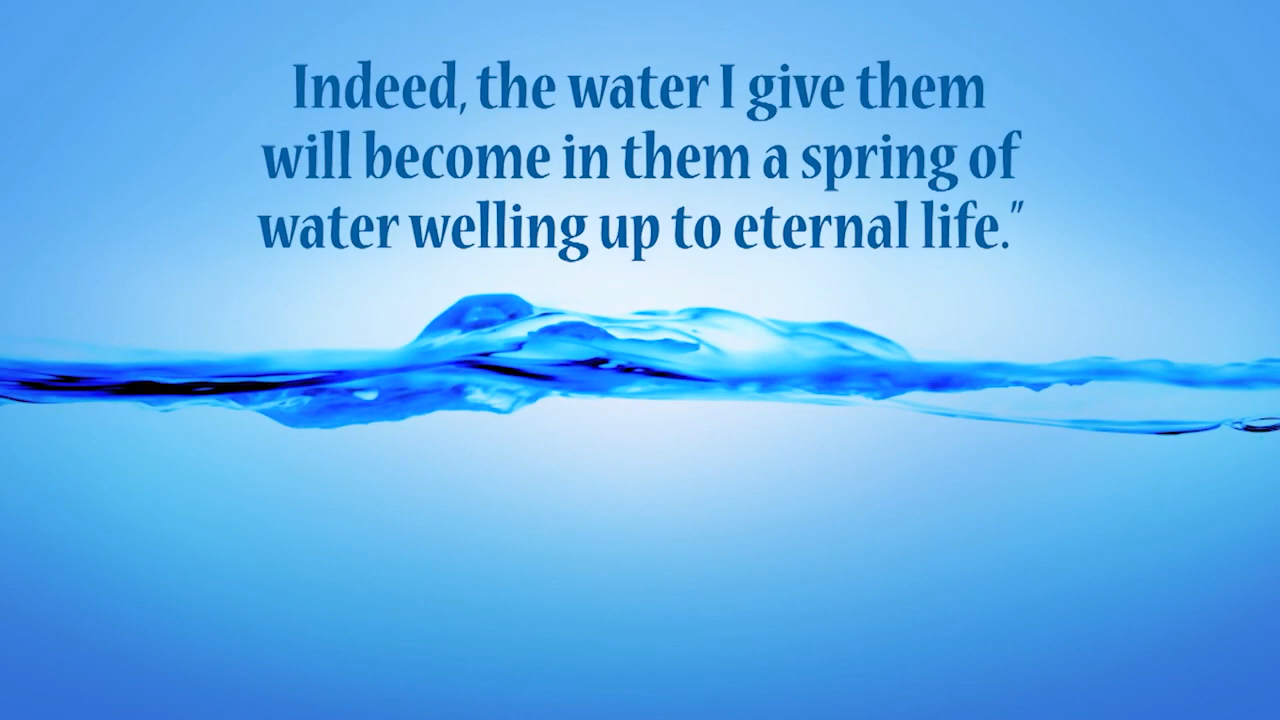 Indeed, the water I give them
will become in them a spring of
water welling up to eternal life."